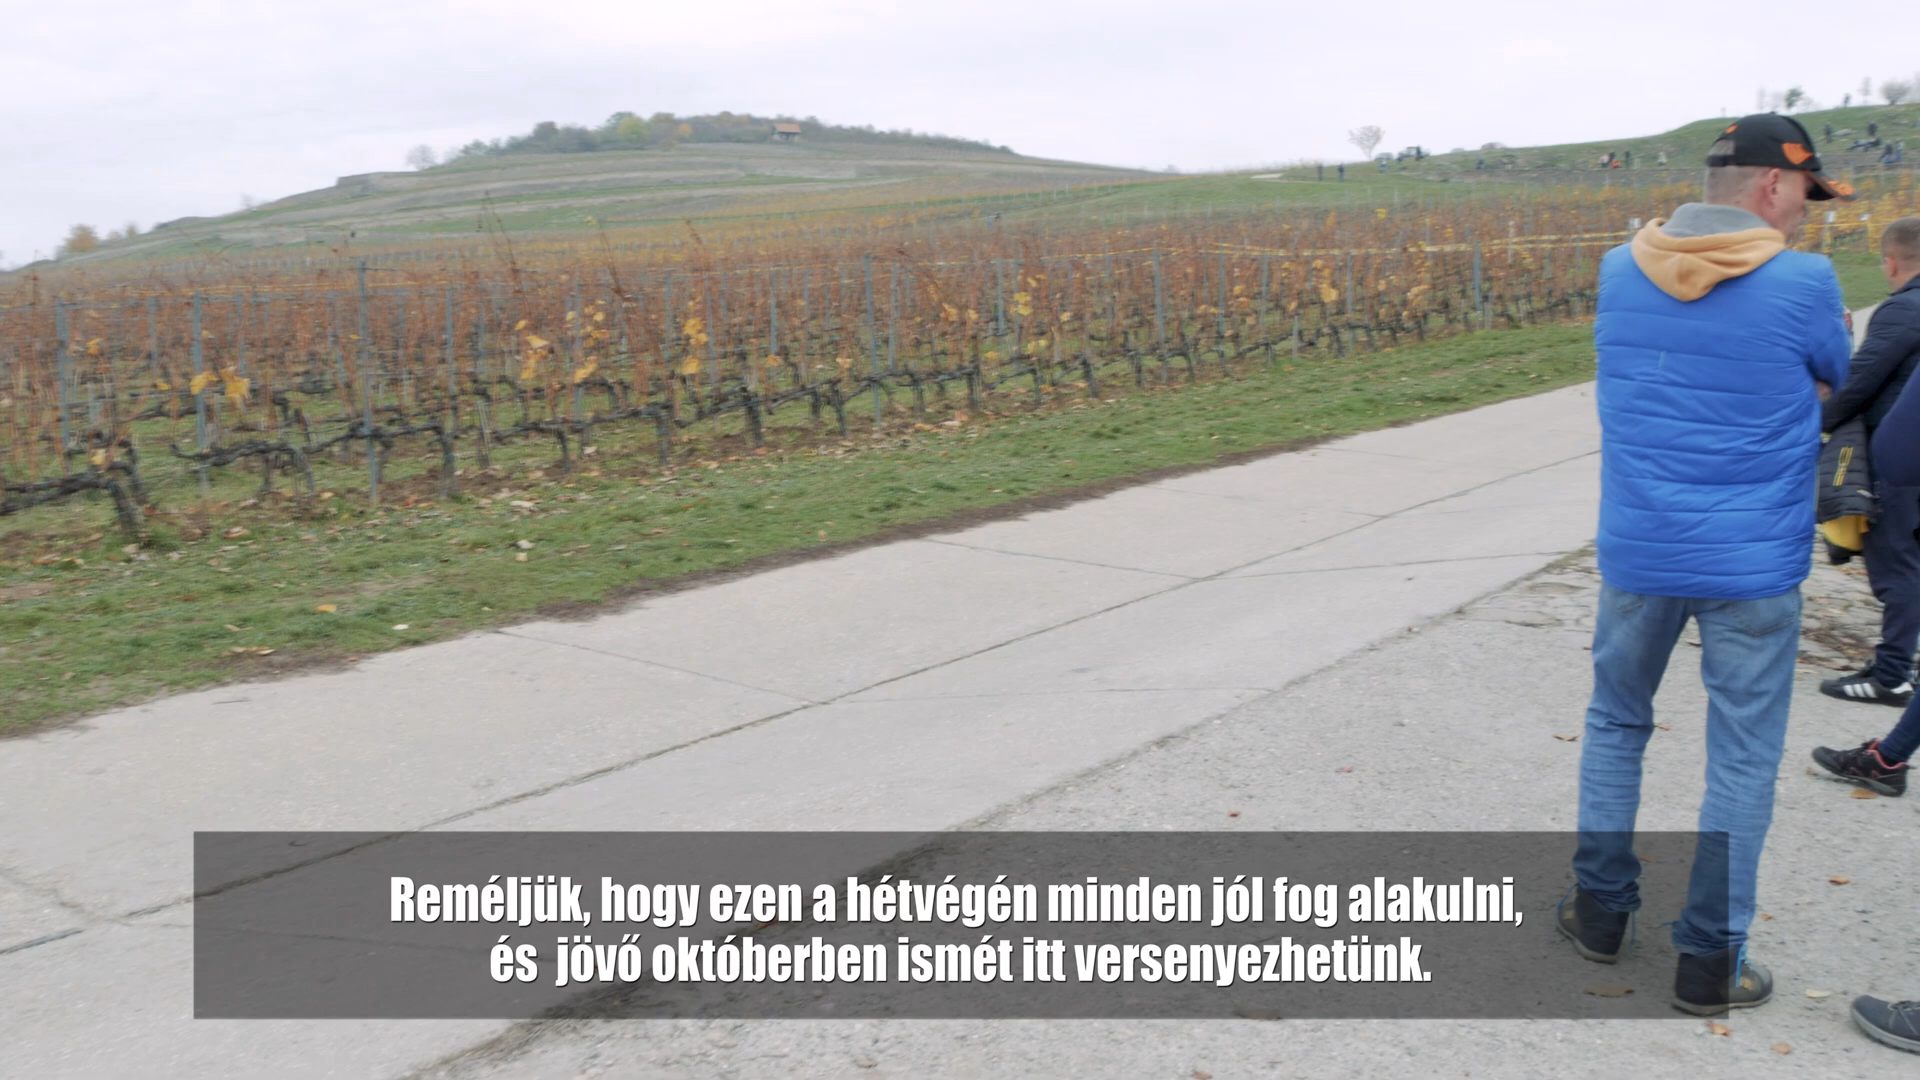 Reméljük, hogy ezen a hétvégén minden jól fog alakulni,
és jövő októberben ismét itt versenyezhetünk.